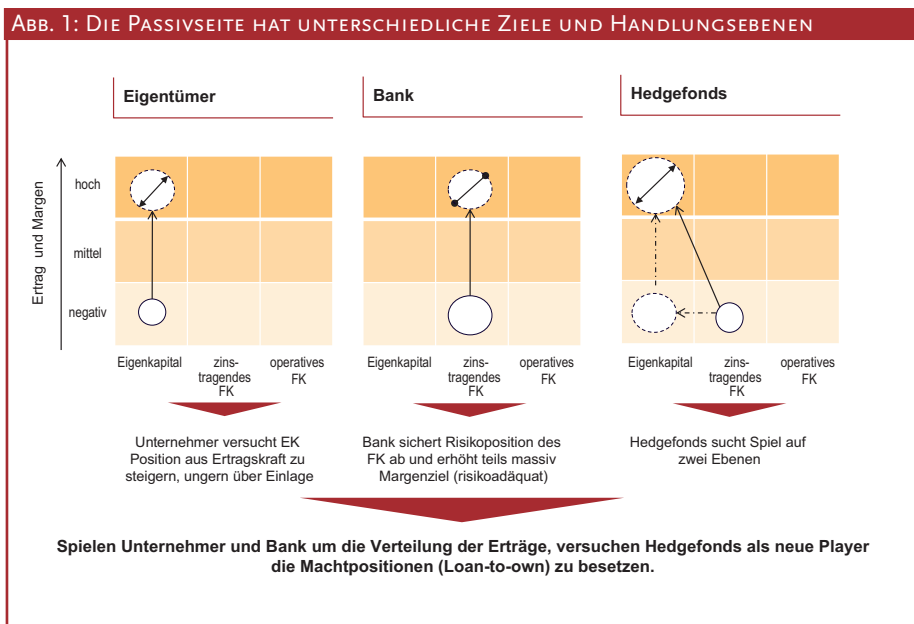 ABB. 1: DIE PASSIVSEITE HAT UNTERSCHIEDLICHE ZIELE UND HANDLUNGSEBENEN
Eigentümer
Bank
Hedgefonds
Ertrag und Margen
hoch
mittel
negativ
Eigenkapital
zins-
tragendes
FK
operatives
FK
Eigenkapital
zins-
tragendes
FK
operatives
FK
Eigenkapital
zins-
tragendes
FK
operatives
FK
Unternehmer versucht EK
Position aus Ertragskraft zu
steigern, ungern über Einlage
Bank sichert Risikoposition des
FK ab und erhöht teils massiv
Margenziel (risikoadäquat)
Hedgefonds sucht Spiel auf
zwei Ebenen
Spielen Unternehmer und Bank um die Verteilung der Erträge, versuchen Hedgefonds als neue Player
die Machtpositionen (Loan-to-own) zu besetzen.